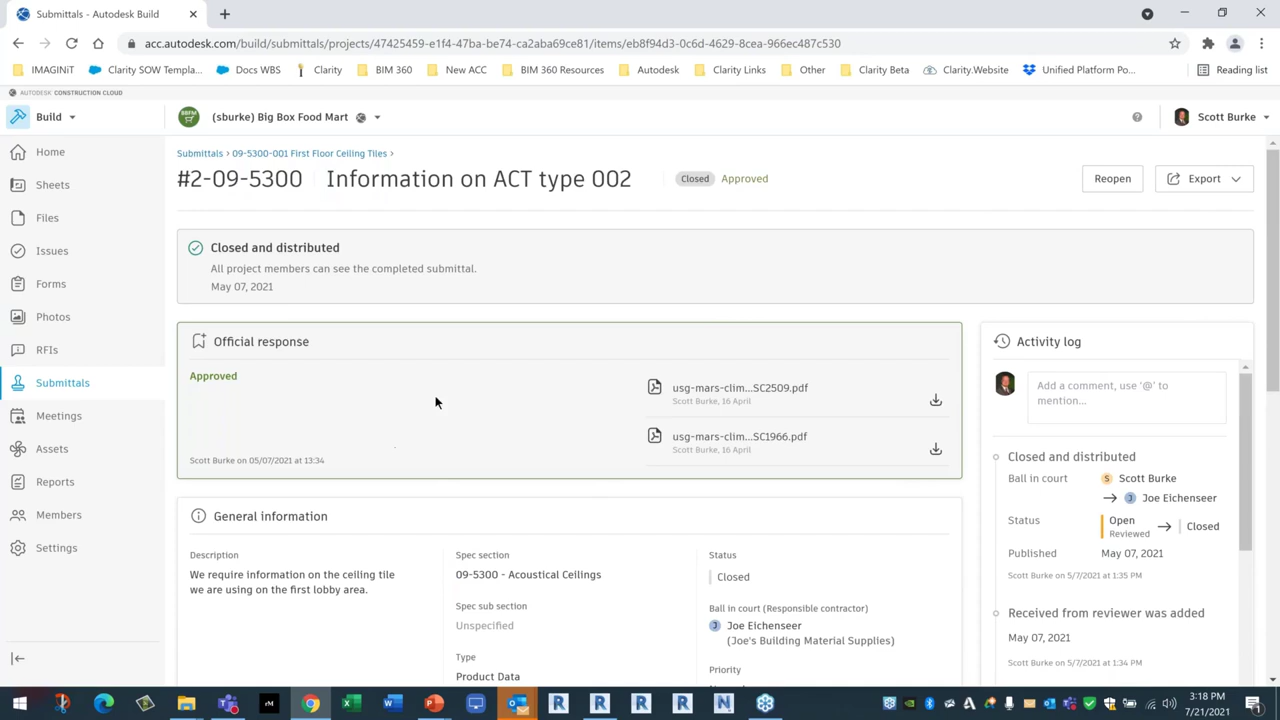 Submittals - Autodesk Build
acc.autodesk.com/build/submittals/projects/47425459-e1f4-47ba-be74-ca2aba69ce81/items/eb8f94d3-0c6d-4629-8cea-966ec487c530
IMAGINiT
Clarity SOW Templa...
Docs WBS
Clarity
BIM 360
New ACC
BIM 360 Resources
Autodesk
Clarity Links
Other
Clarity Beta
Clarity.Website
Unified Platform Po...
Reading list
AUTODESK CONSTRUCTION CLOUD
Build
BBFM
(sburke) Big Box Food Mart
Scott Burke
Home
Sheets
Files
Issues
Forms
Photos
RFIs
Submittals
Meetings
Assets
Reports
Members
Settings
Submittals > 09-5300-001 First Floor Ceiling Tiles >
#2-09-5300 Information on ACT type 002
Closed Approved
Reopen
Export
Closed and distributed
All project members can see the completed submittal.
May 07, 2021
Official response
Approved
Scott Burke on 05/07/2021 at 13:34
usg-mars-clim...SC2509.pdf
Scott Burke, 16 April
usg-mars-clim...SC1966.pdf
Scott Burke, 16 April
General information
Description
We require information on the ceiling tile
we are using on the first lobby area.
Spec section
09-5300 - Acoustical Ceilings
Spec sub section
Unspecified
Type
Product Data
Status
Closed
Ball in court (Responsible contractor)
J Joe Eichenseer
(Joe's Building Material Supplies)
Priority
Activity log
Add a comment, use '@' to
mention...
Closed and distributed
Ball in court
S Scott Burke
J Joe Eichenseer
Status
Open
Reviewed
Closed
Published
May 07, 2021
Scott Burke on 5/7/2021 at 1:35 PM
Received from reviewer was added
May 07, 2021
Scott Burke on 5/7/2021 at 1:34 PM
3:18 PM
7/21/2021